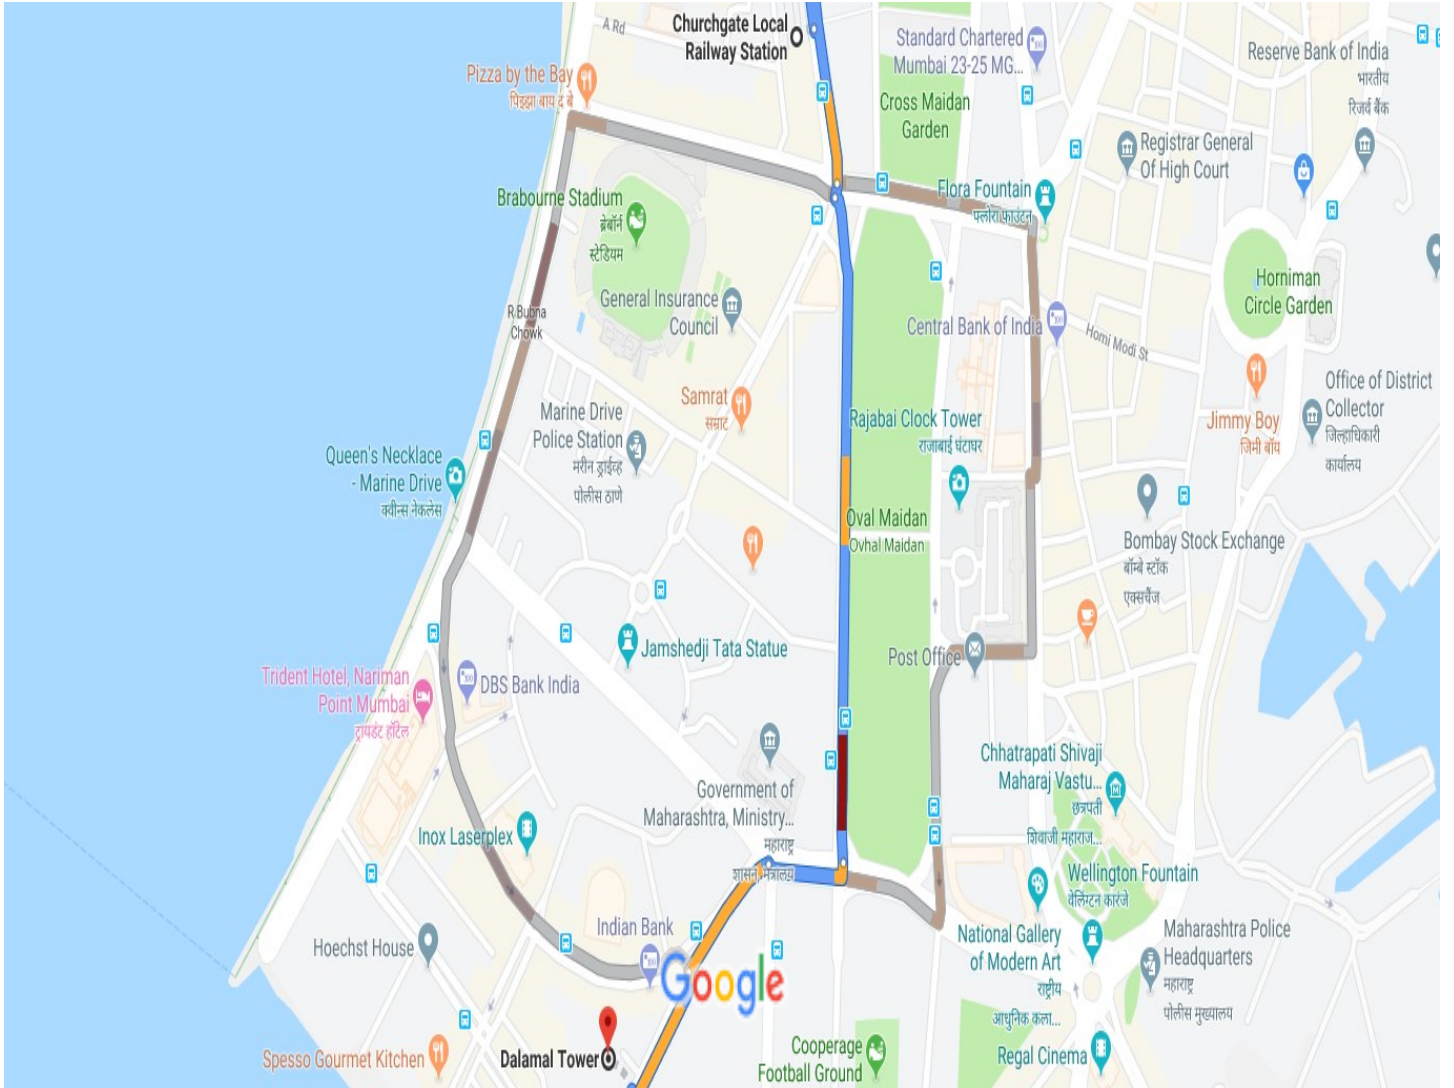 A Rd
Churchgate Local
Railway Station
Standard Chartered
Mumbai 23-25 MG...
Reserve Bank of India
भारतीय
रिजर्व बैंक
Pizza by the Bay
पिझ्झा बाय द बे
Cross Maidan
Garden
Registrar General
Of High Court
Brabourne Stadium
ब्रेबॉर्न
स्टेडियम
Flora Fountain
फ्लोरा फाउंटन
General Insurance
Council
Horniman
Circle Garden
R Bubna
Chowk
Central Bank of India
Homi Modi St
Samrat
सम्राट
Marine Drive
Police Station
मरीन ड्राईव्ह
पोलीस ठाणे
Rajabai Clock Tower
राजाबाई घंटाघर
Jimmy Boy
जिमी बॉय
Office of District
Collector
जिल्हाधिकारी
कार्यालय
Queen's Necklace
- Marine Drive
क्वीन्स नेकलेस
Oval Maidan
Ovhal Maidan
Bombay Stock Exchange
बॉम्बे स्टॉक
एक्सचेंज
Jamshedji Tata Statue
Post Office
Trident Hotel, Nariman
Point Mumbai
ट्रायडंट हॉटेल
DBS Bank India
Government of
Maharashtra, Ministry...
महाराष्ट्र
शासन मंत्रालय
Chhatrapati Shivaji
Maharaj Vastu...
छत्रपती
शिवाजी महाराज...
Inox Laserplex
Wellington Fountain
वेलिंग्टन कारंजे
Hoechst House
Indian Bank
National Gallery
of Modern Art
राष्ट्रीय
आधुनिक कला...
Maharashtra Police
Headquarters
महाराष्ट्र
पोलीस मुख्यालय
Google
Spesso Gourmet Kitchen
Dalamal Tower
Cooperage
Football Ground
Regal Cinema